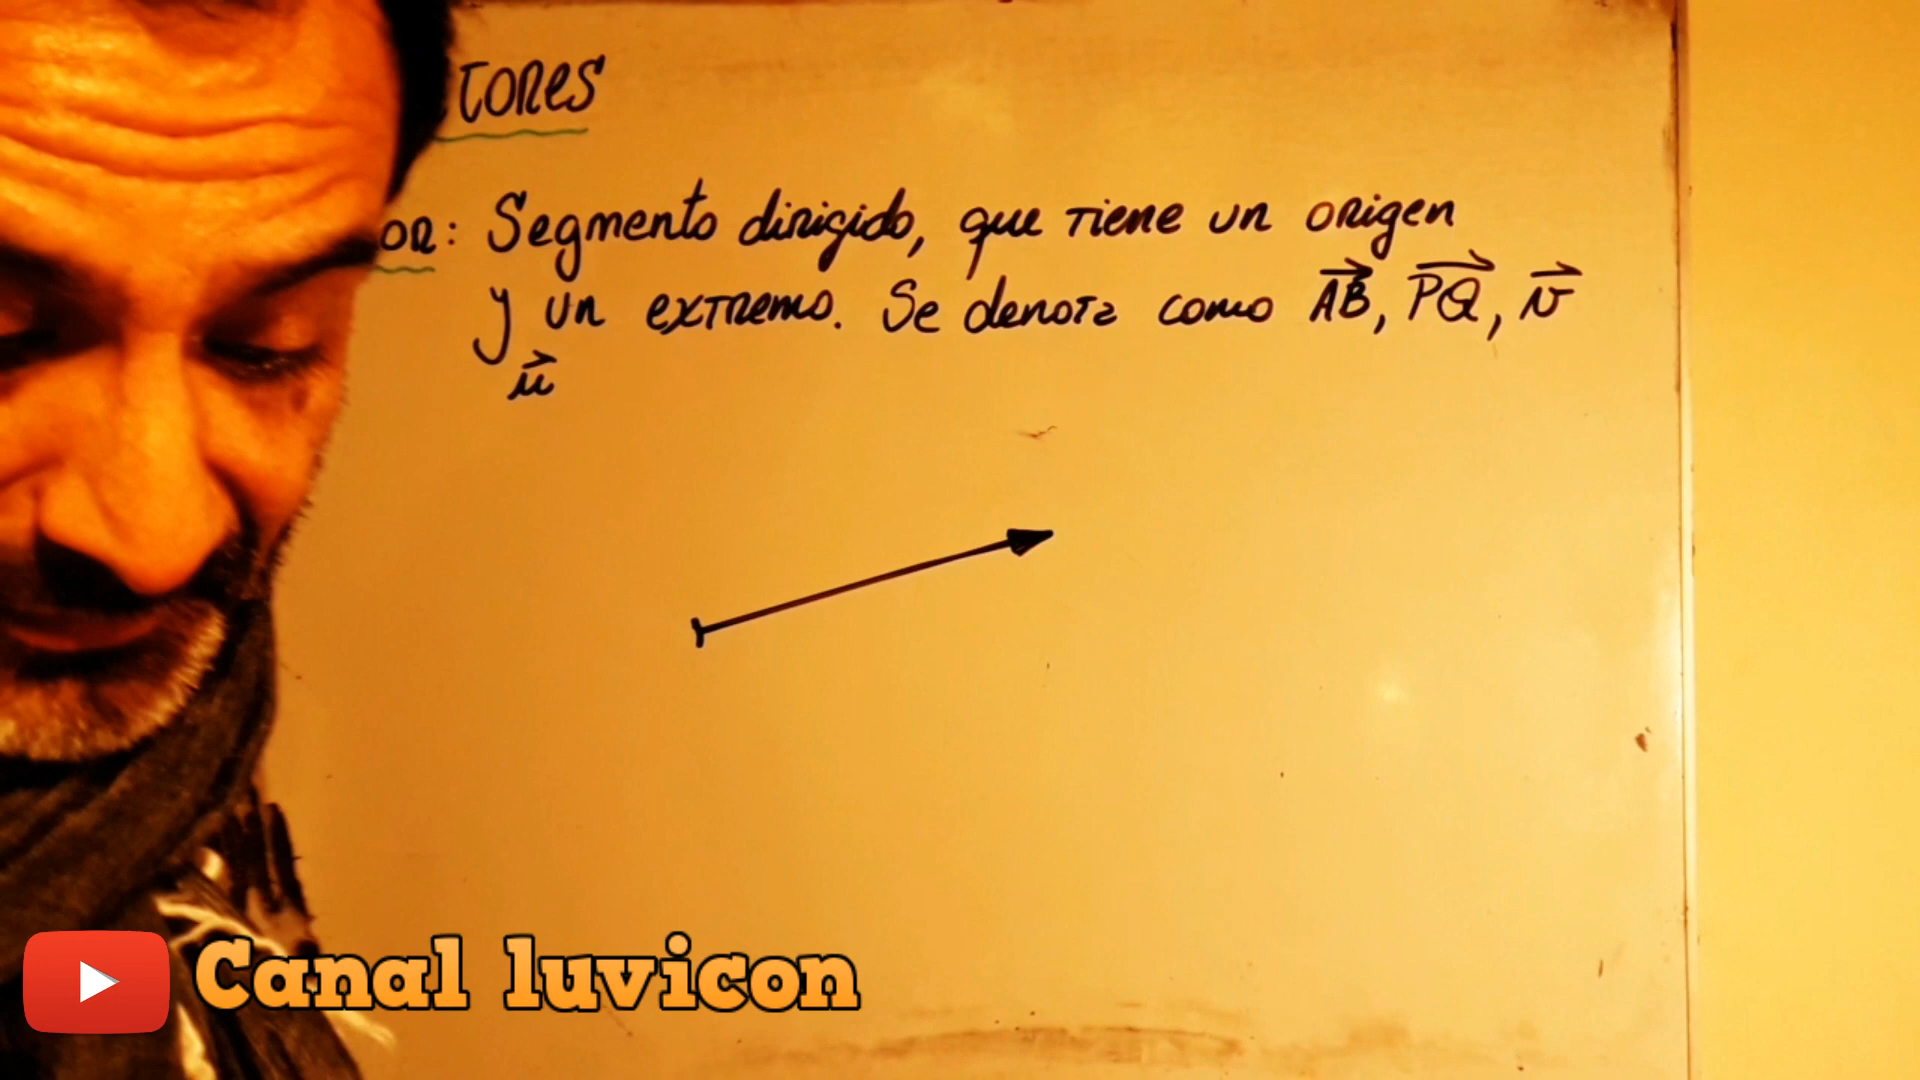 TORES
OR: Segmento dirigido, que tiene un origen
y un extremo. Se denota como AB, PQ, v
u
Canal luvicon